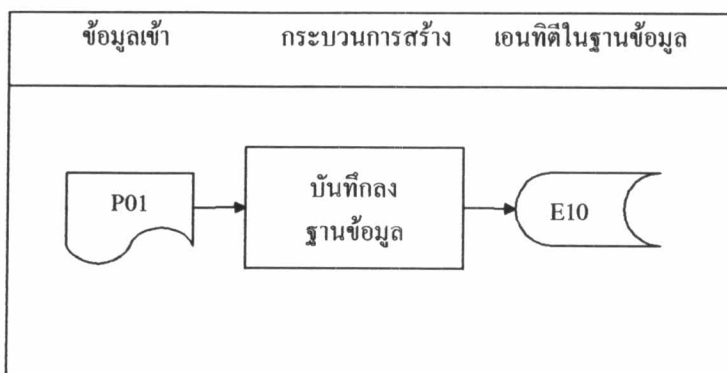 ข้อมูลเข้า กระบวนการสร้าง เอนทิตีในฐานข้อมูล
P01
บันทึกลง
ฐานข้อมูล
E10